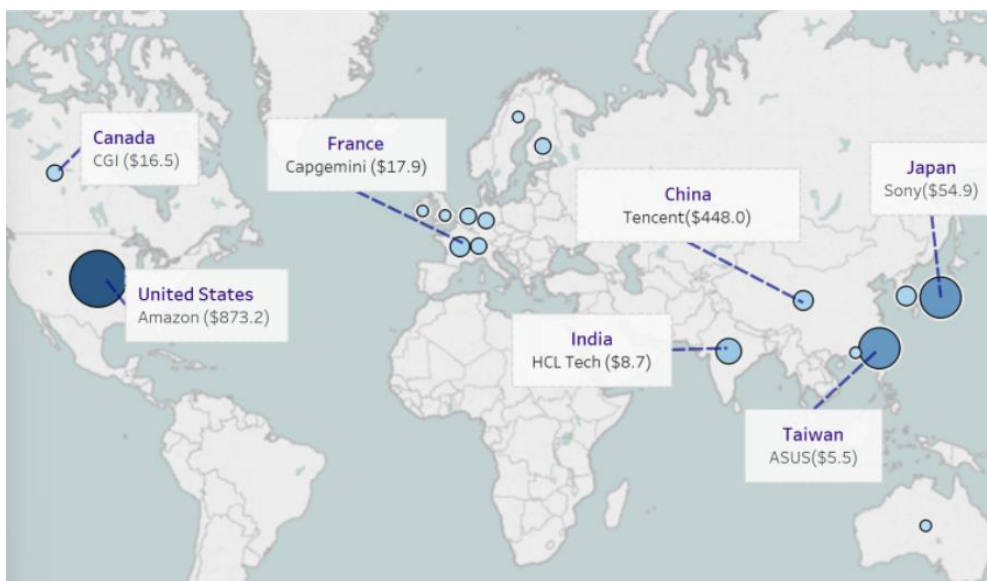 Canada
CGI ($16.5)
France
Capgemini ($17.9)
China
Tencent($448.0)
Japan
Sony($54.9)
United States
Amazon ($873.2)
India
HCL Tech ($8.7)
Taiwan
ASUS($5.5)